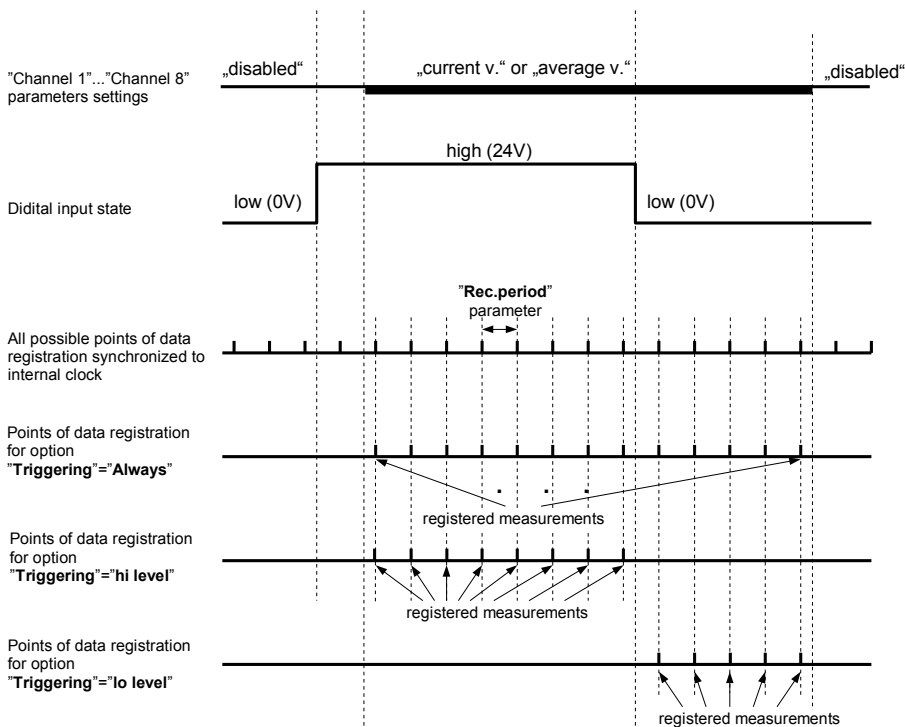 "Channel 1"..."Channel 8"
parameters settings
„disabled“
„current v.“ or „average v.“
„disabled“
Didital input state
low (0V)
high (24V)
low (0V)
"Rec.period"
parameter
All possible points of data
registration synchronized to
internal clock
Points of data registration
for option
"Triggering"="Always"
. . .
registered measurements
Points of data registration
for option
"Triggering"="hi level"
registered measurements
Points of data registration
for option
"Triggering"="lo level"
registered measurements